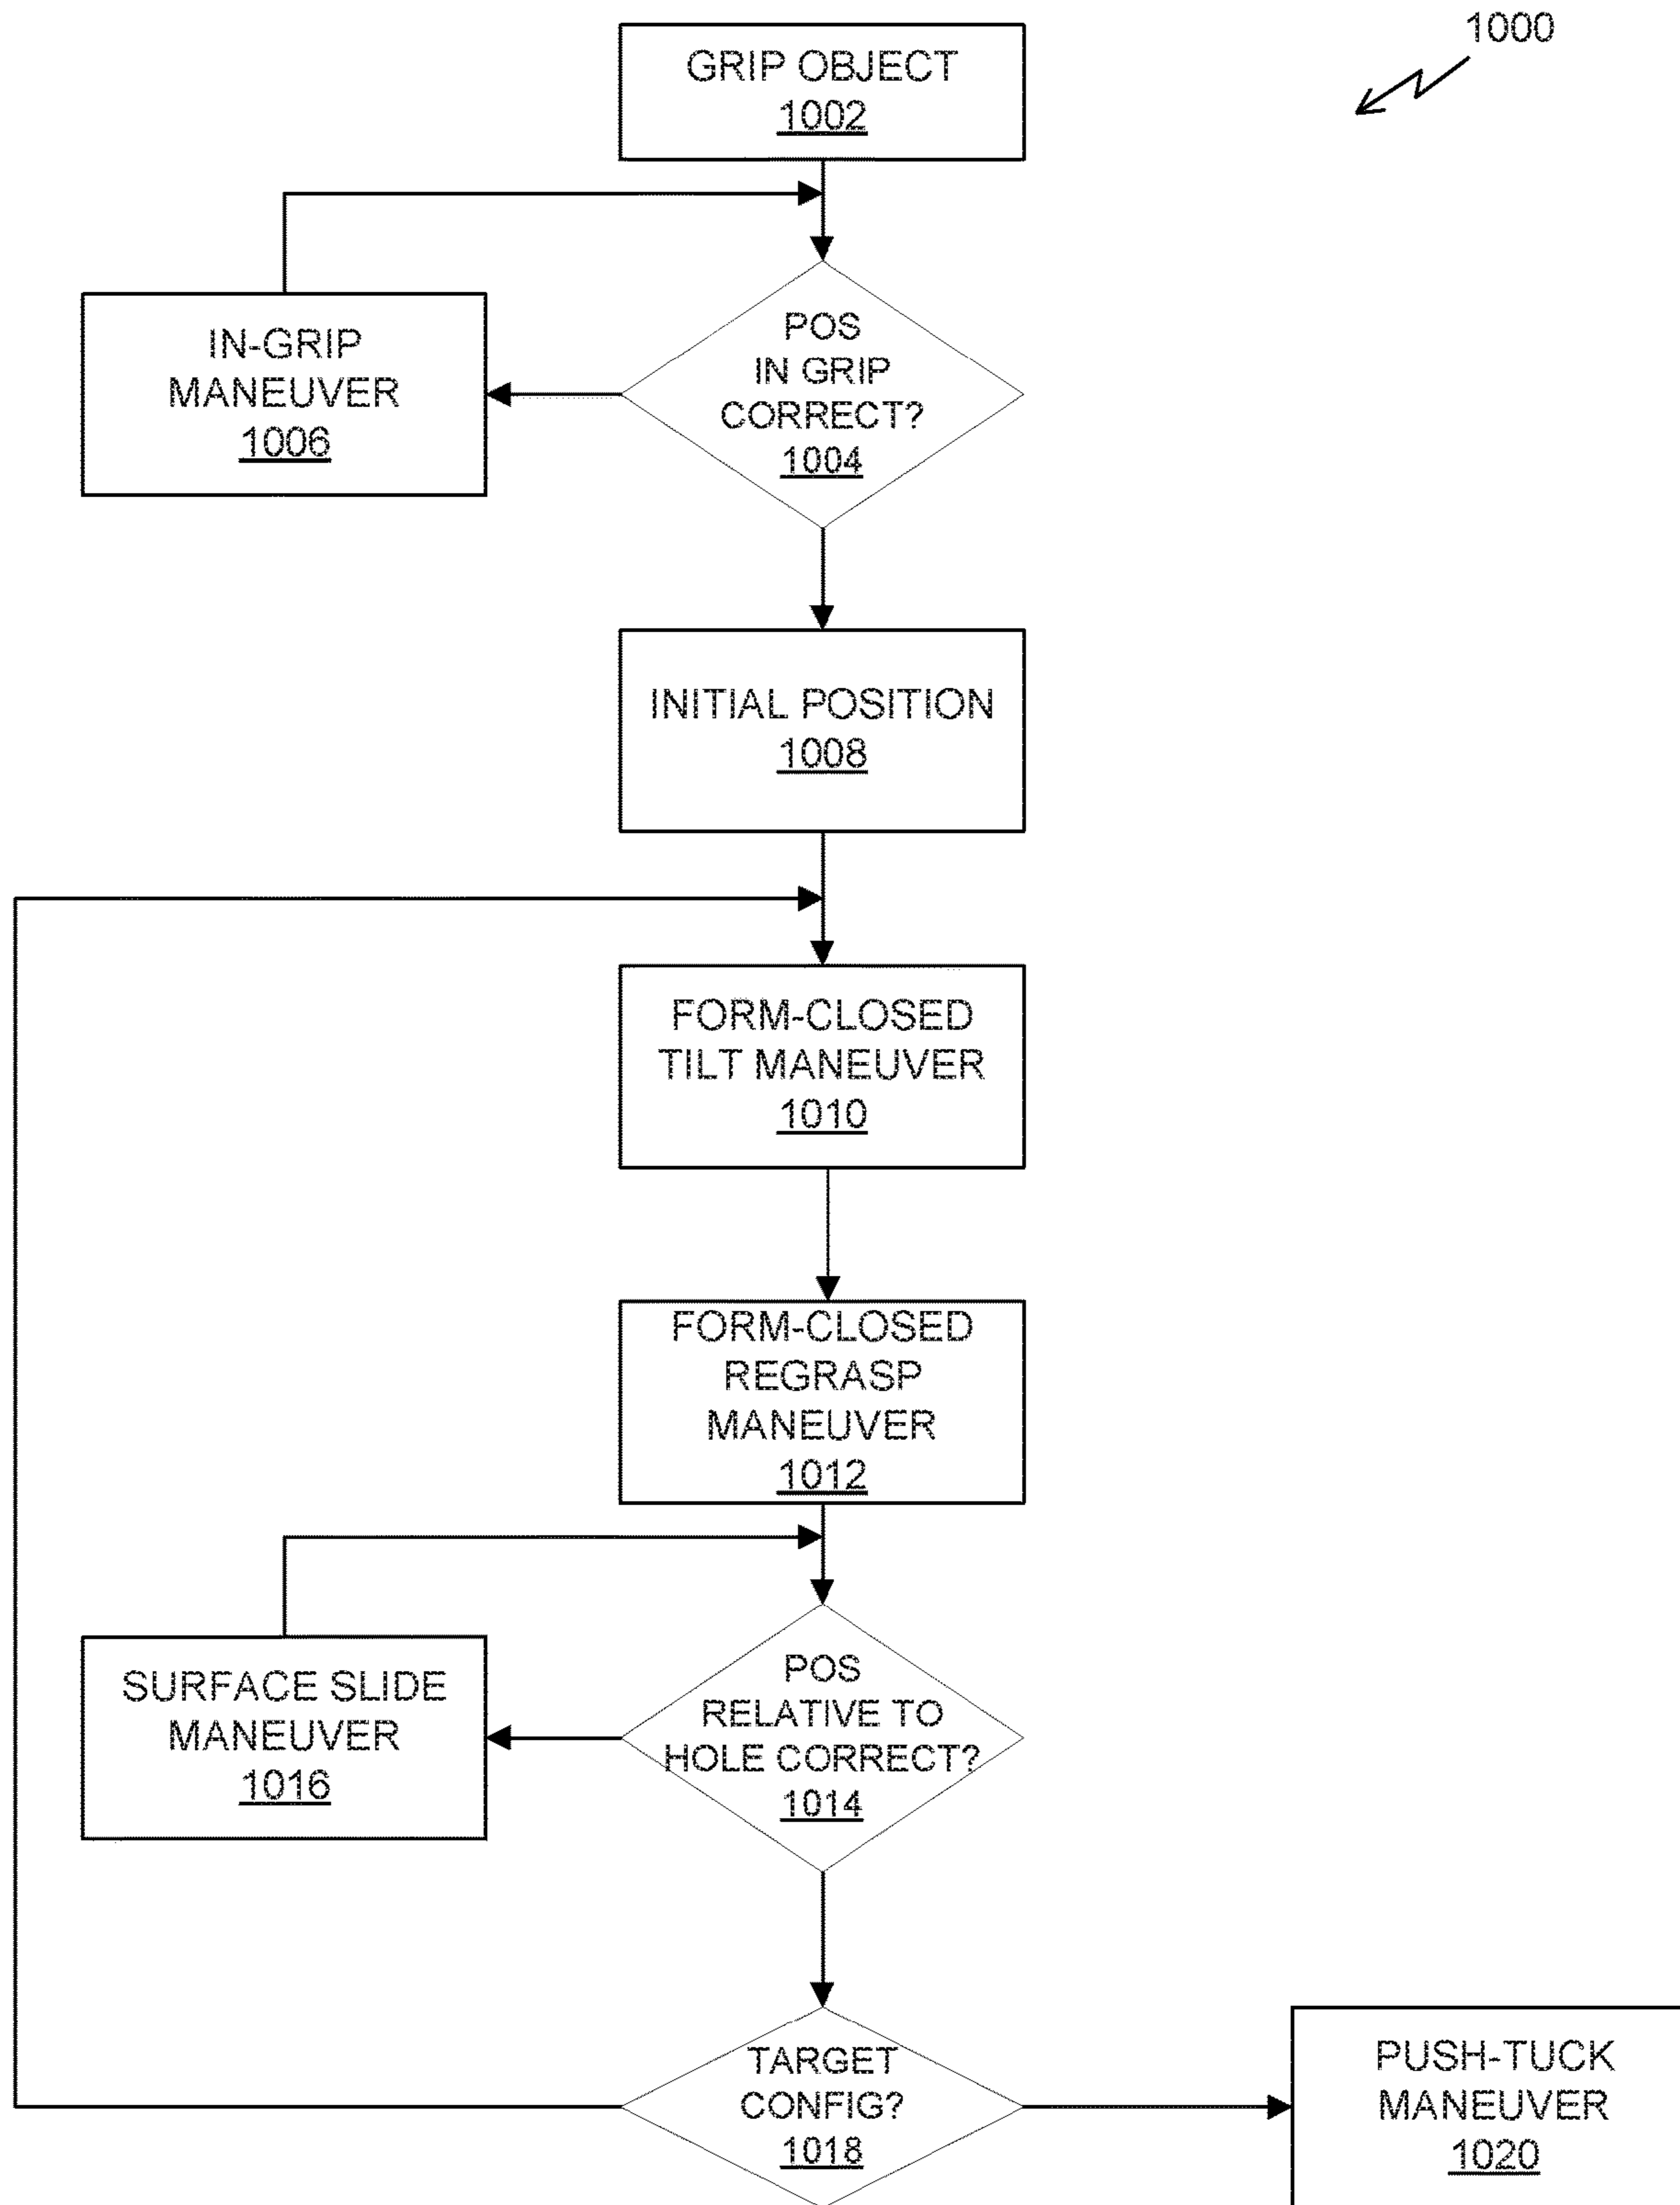 1000
GRIP OBJECT
1002
POS
IN GRIP
CORRECT?
1004
IN-GRIP
MANEUVER
1006
INITIAL POSITION
1008
FORM-CLOSED
TILT MANEUVER
1010
FORM-CLOSED
REGRASP
MANEUVER
1012
POS
RELATIVE TO
HOLE CORRECT?
1014
SURFACE SLIDE
MANEUVER
1016
TARGET
CONFIG?
1018
PUSH-TUCK
MANEUVER
1020